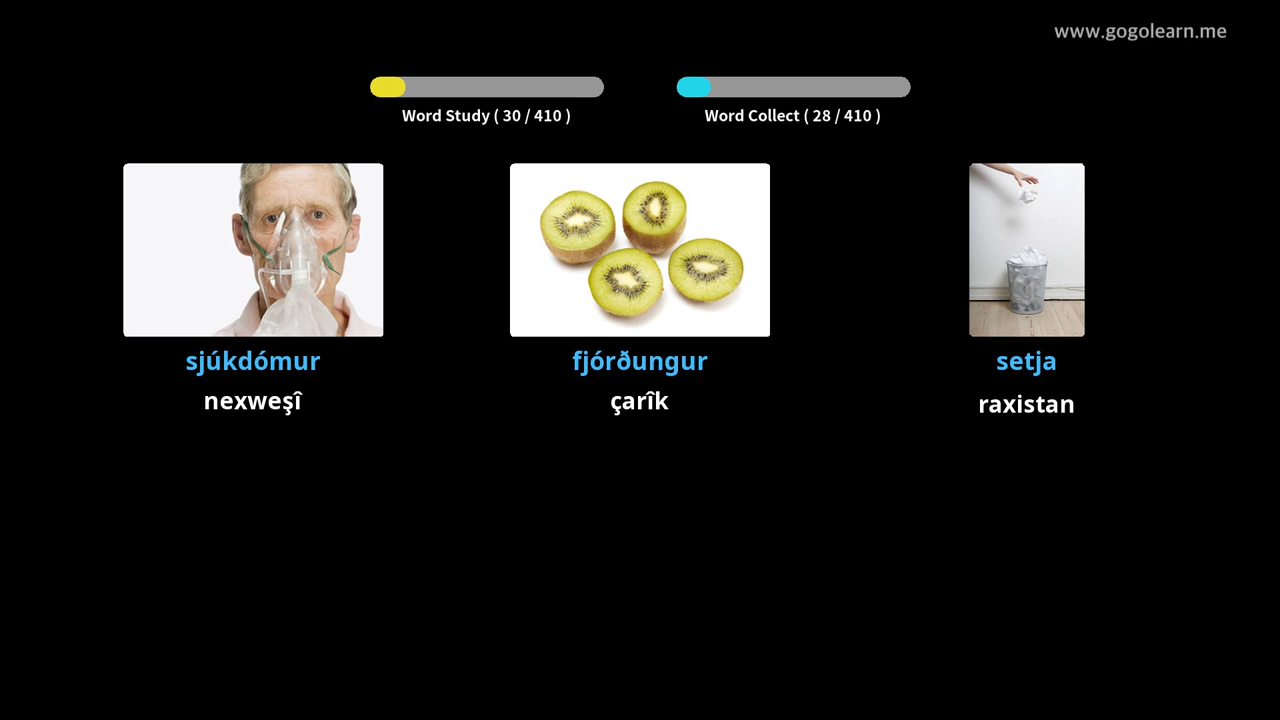 www.gogolearn.me
Word Study ( 30 / 410 )
Word Collect ( 28 / 410 )
sjúkdómur
nexweşî
fjórðungur
çarîk
setja
raxistan